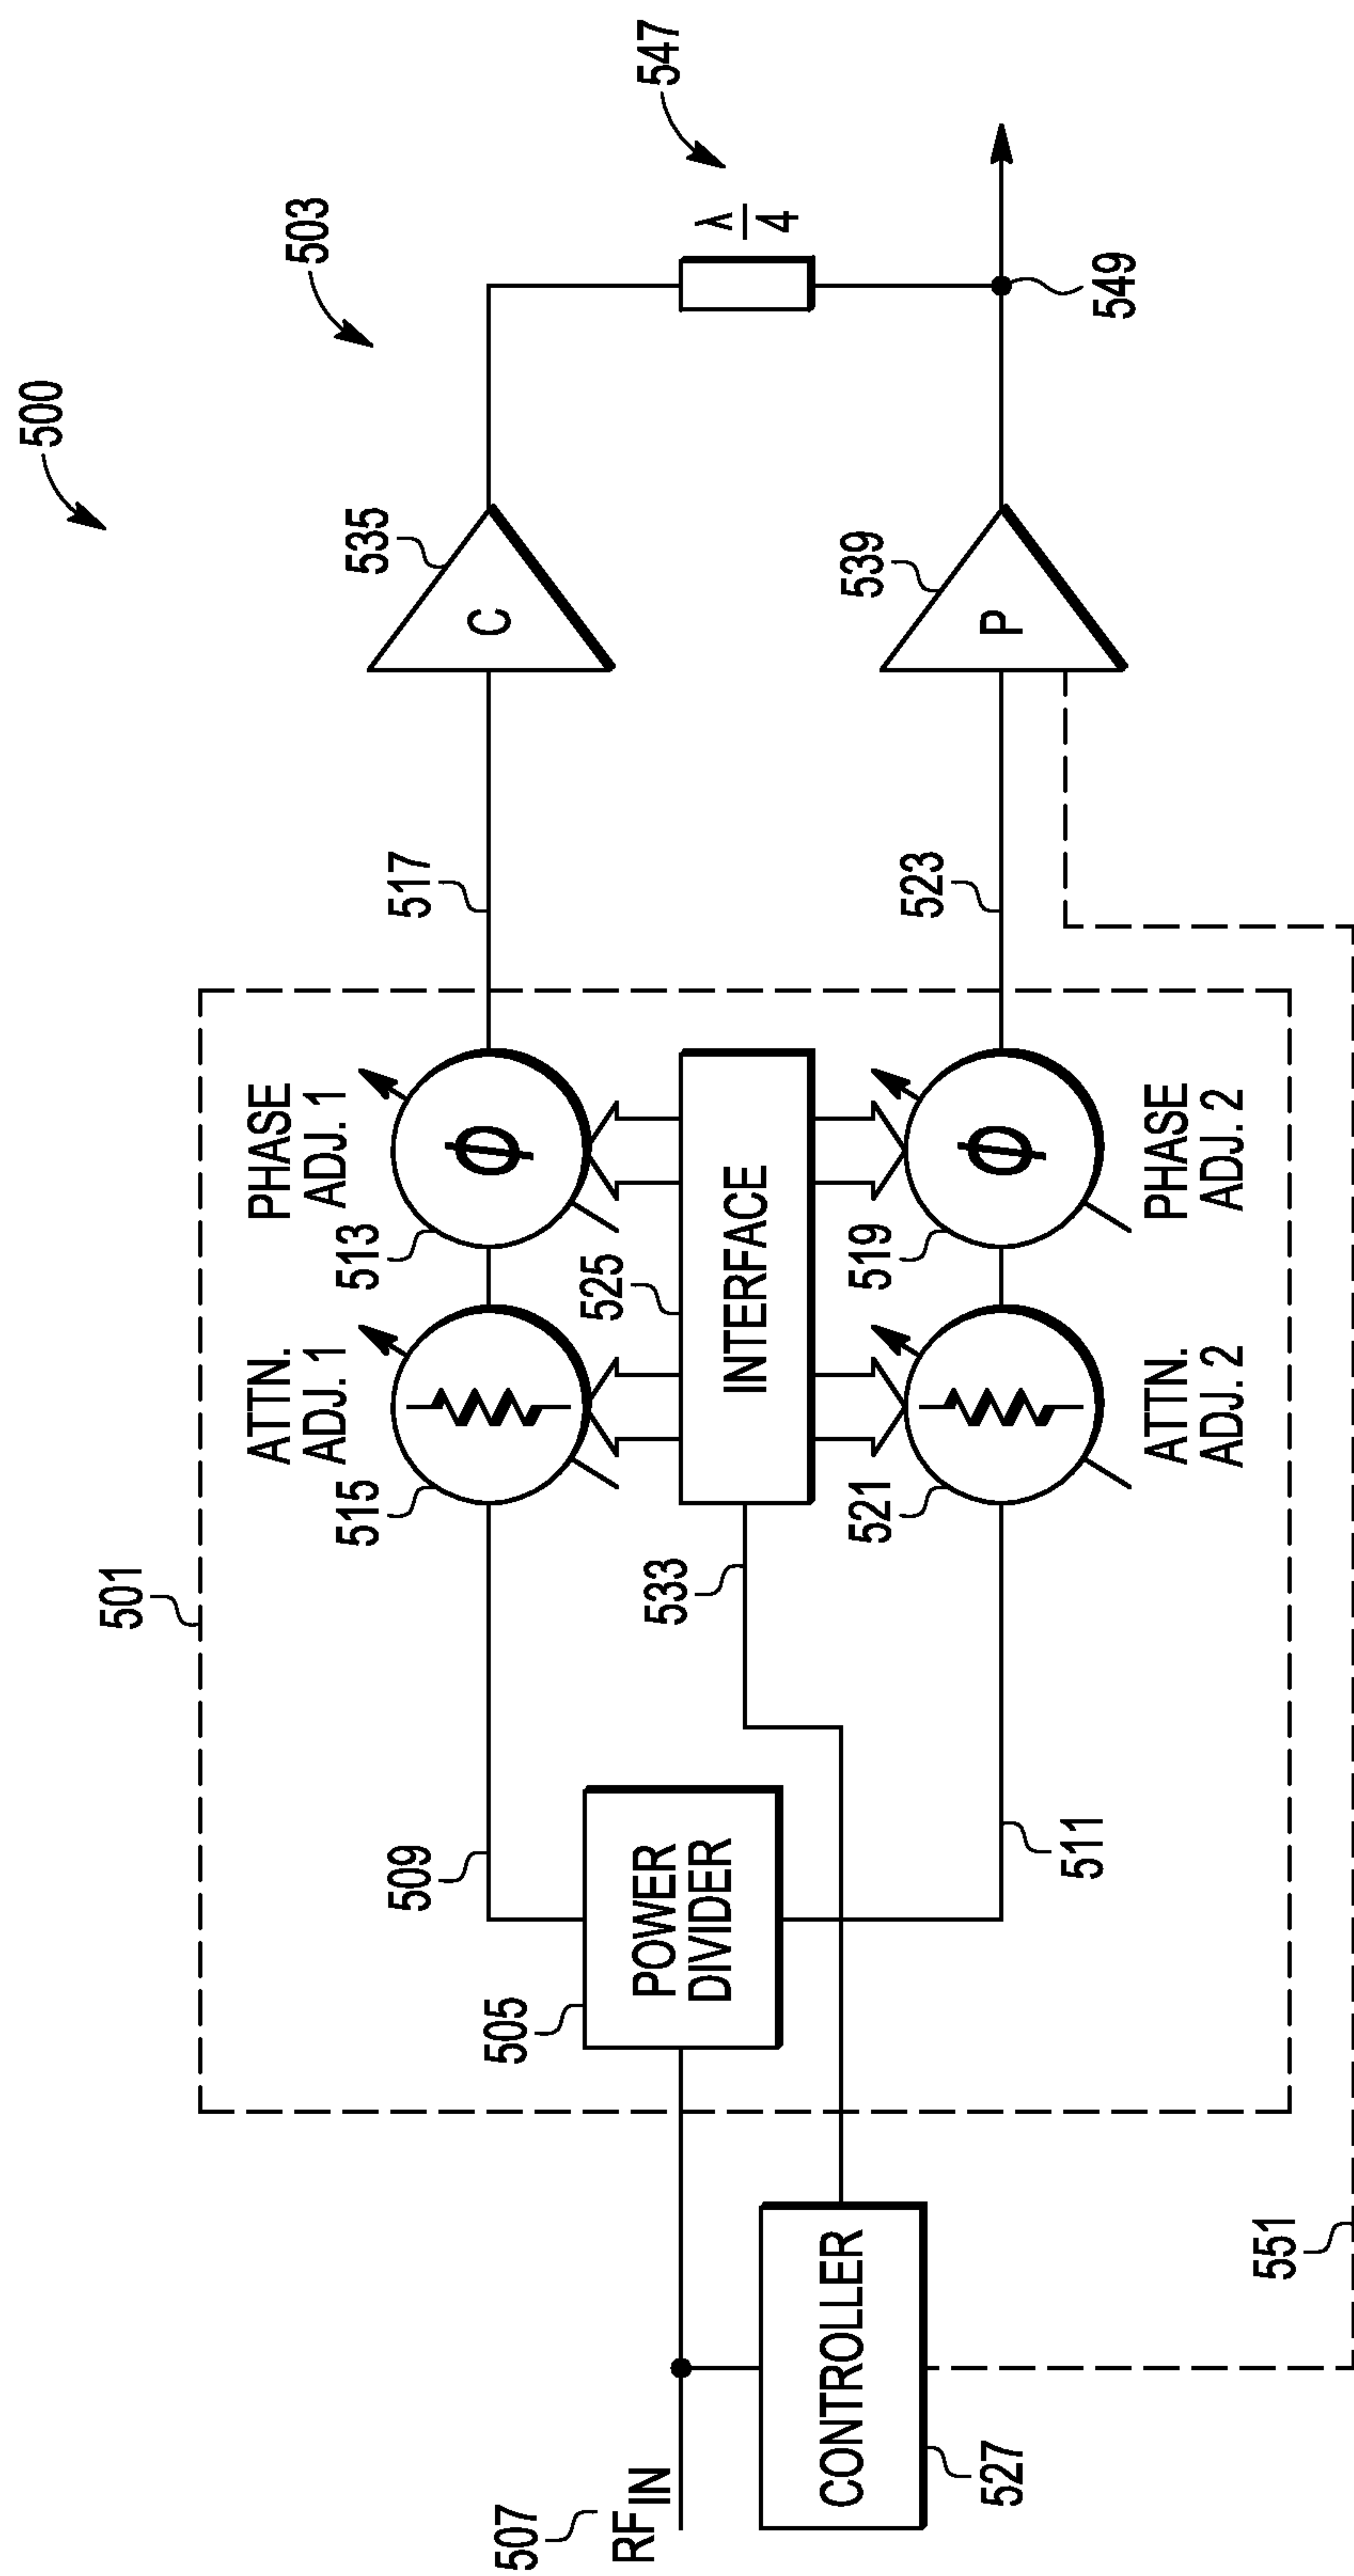 500
503
547
λ
4
535
C
517
539
P
523
549
501
PHASE
ADJ. 1
513
ϕ
ATTN.
ADJ. 1
515
525
INTERFACE
533
509
505
POWER
DIVIDER
519
ϕ
PHASE
ADJ. 2
521
ATTN.
ADJ. 2
511
507
RF IN
CONTROLLER
527
551